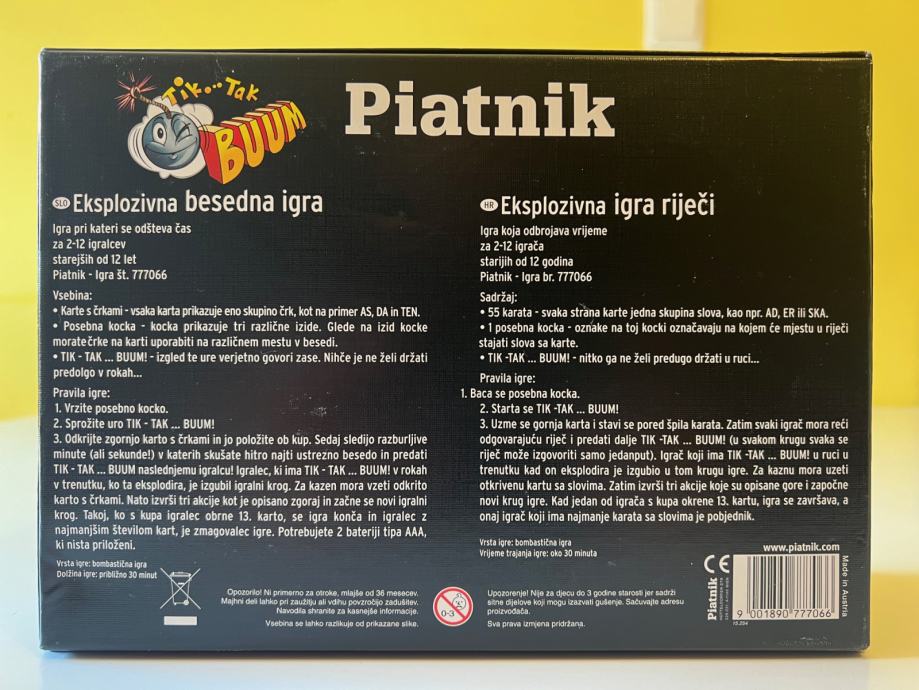 Tik...Tak
BUUM
Piatnik
SLO Eksplozivna besedna igra
Igra pri kateri se odšteva čas
za 2-12 igralcev
starejših od 12 let
Piatnik - Igra št. 777066
Vsebina:
• Karte s črkami - vsaka karta prikazuje eno skupino črk, kot na primer AS, DA in TEN.
• Posebna kocka - kocka prikazuje tri različne izide. Glede na izid kocke
moratečrke na karti uporabiti na različnem mestu v besedi.
• TIK - TAK ... BUUM! - izgled te ure verjetno govori zase. Nihče je ne želi držati
predolgo v rokah...
Pravila igre:
1. Vrzite posebno kocko.
2. Sprožite uro TIK - TAK ... BUUM!
3. Odkrijte zgornjo karto s črkami in jo položite ob kup. Sedaj sledijo razburljive
minute (ali sekunde!) v katerih skušate hitro najti ustrezno besedo in predati
TIK - TAK ... BUUM naslednjemu igralcu! Igralec, ki ima TIK - TAK ... BUUM! v rokah
v trenutku, ko ta eksplodira, je izgubil igralni krog. Za kazen mora vzeti odkrito
karto s črkami. Nato izvrši tri akcije kot je opisano zgoraj in začne se novi igralni
krog. Takoj, ko s kupa igralec obrne 13. karto, se igra konča in igralec z
najmanjšim številom kart, je zmagovalec igre. Potrebujete 2 bateriji tipa AAA,
ki nista priloženi.
Vrsta igre: bombastična igra
Dolžina igre: približno 30 minut
HR Eksplozivna igra riječi
Igra koja odbrojava vrijeme
za 2-12 igrača
starijih od 12 godina
Piatnik - Igra br. 777066
Sadržaj:
• 55 karata - svaka strana karte jedna skupina slova, kao npr. AD, ER ili SKA.
• 1 posebna kocka - oznake na toj kocki označavaju na kojem će mjestu u riječi
stajati slova sa karte.
• TIK -TAK ... BUUM! - nitko ga ne želi predugo držati u ruci...
Pravila igre:
1. Baca se posebna kocka.
2. Starta se TIK -TAK ... BUUM!
3. Uzme se gornja karta i stavi se pored špila karata. Zatim svaki igrač mora reći
odgovarajuću riječ i predati dalje TIK -TAK ... BUUM! (u svakom krugu svaka se
riječ može izgovoriti samo jedanput). Igrač koji ima TIK -TAK ... BUUM! u ruci u
trenutku kad on eksplodira je izgubio u tom krugu igre. Za kaznu mora uzeti
otkrivenu kartu sa slovima. Zatim izvrši tri akcije koje su opisane gore i započne
novi krug igre. Kad jedan od igrača s kupa okrene 13. kartu, igra se završava, a
onaj igrač koji ima najmanje karata sa slovima je pobjednik.
Vrsta igre: bombastična igra
Vrijeme trajanja igre: oko 30 minuta
Opozorilo! Ni primerno za otroke, mlajše od 36 mesecev.
Majhni deli lahko pri zaužitju ali vdihu povzročijo zadušitev.
Navodila shranite za kasnejše informacije.
Vsebina se lahko razlikuje od prikazane slike.
0-3
Upozorenje! Nije za djecu do 3 godine starosti jer sadrži
sitne dijelove koji mogu izazvati gušenje. Sačuvajte adresu
proizvođača.
Sva prava izmjena pridržana.
www.piatnik.com
CE
Piatnik
9 001890 777066
15.254
Made in Austria